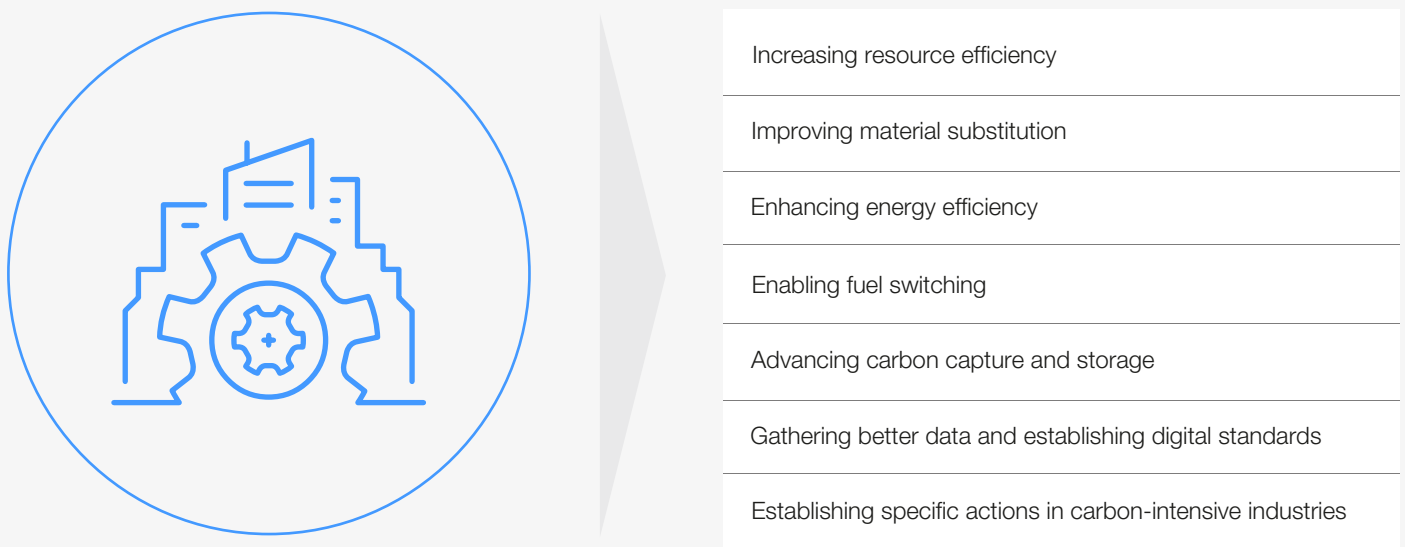 Increasing resource efficiency
Improving material substitution
Enhancing energy efficiency
Enabling fuel switching
Advancing carbon capture and storage
Gathering better data and establishing digital standards
Establishing specific actions in carbon-intensive industries